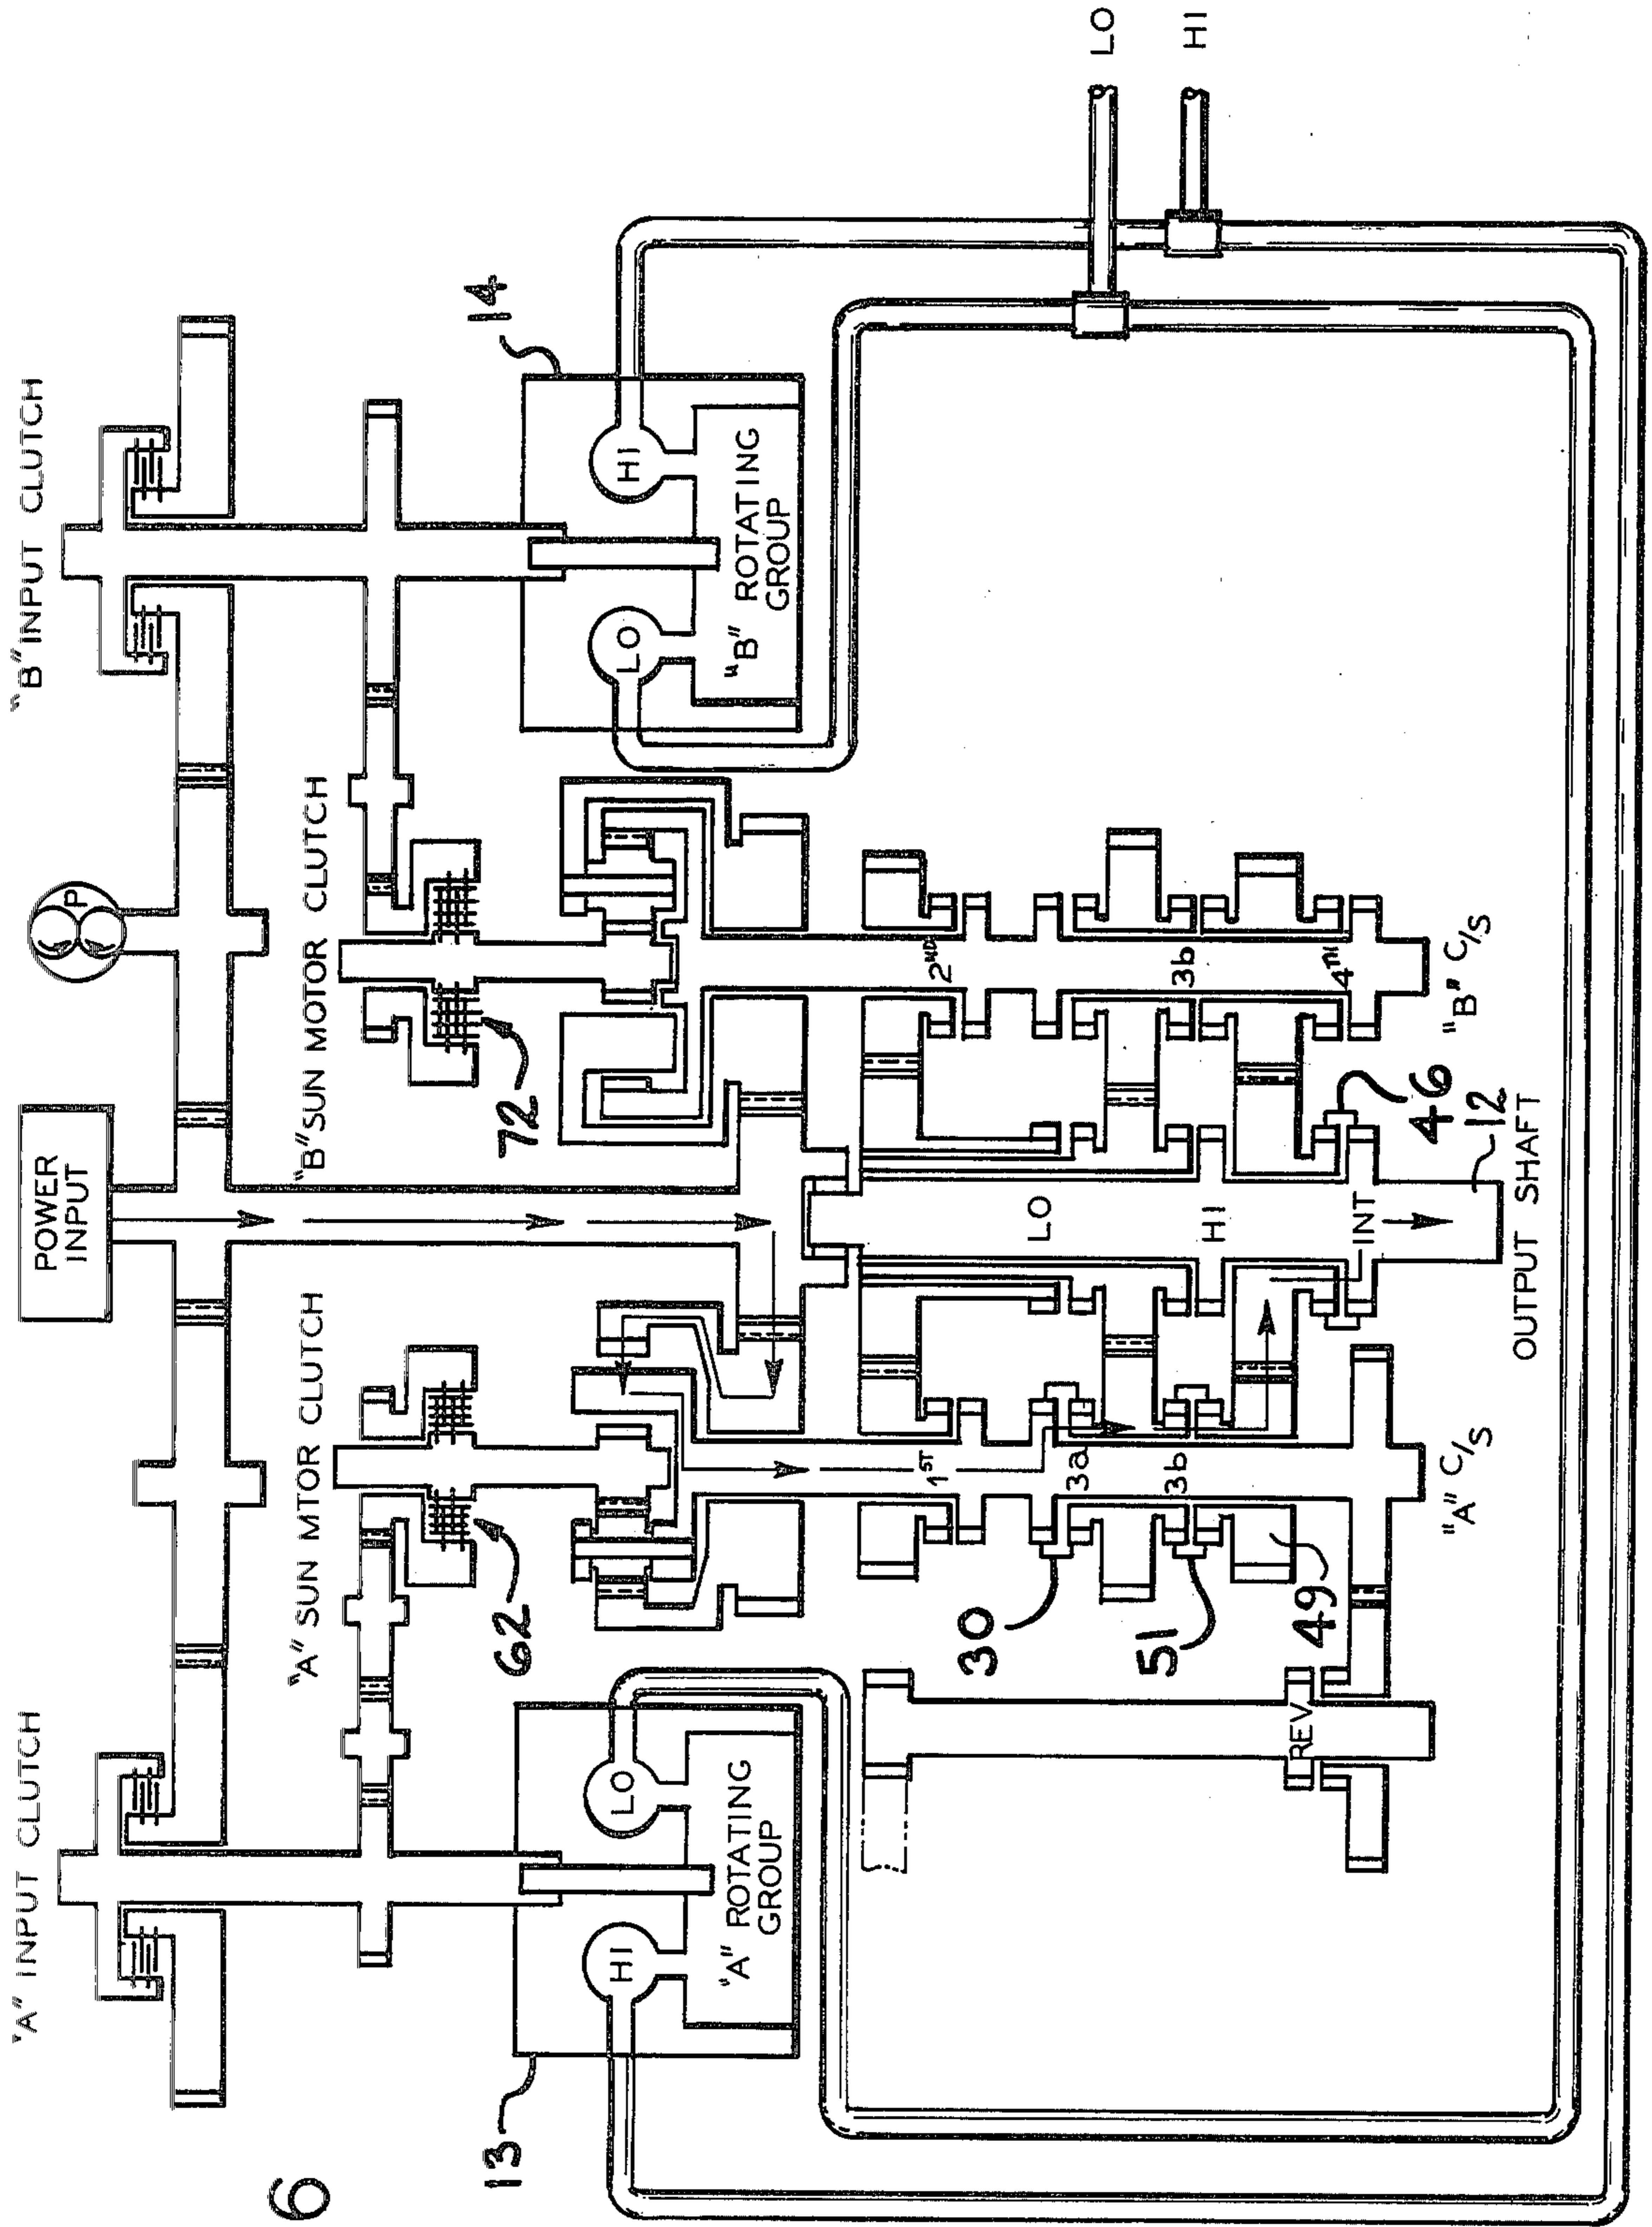 6
"A" INPUT CLUTCH
POWER
INPUT
P
"B" INPUT CLUTCH
"A" SUN MTOR CLUTCH
"B" SUN MOTOR CLUTCH
62
72
13
14
HI
LO
"A" ROTATING
GROUP
LO
HI
"B" ROTATING
GROUP
1ST
2ND
30
3a
LO
51
3b
HI
3b
49
REV
INT
4TH
46
12
"A" C/S
OUTPUT SHAFT
"B" C/S
LO
HI